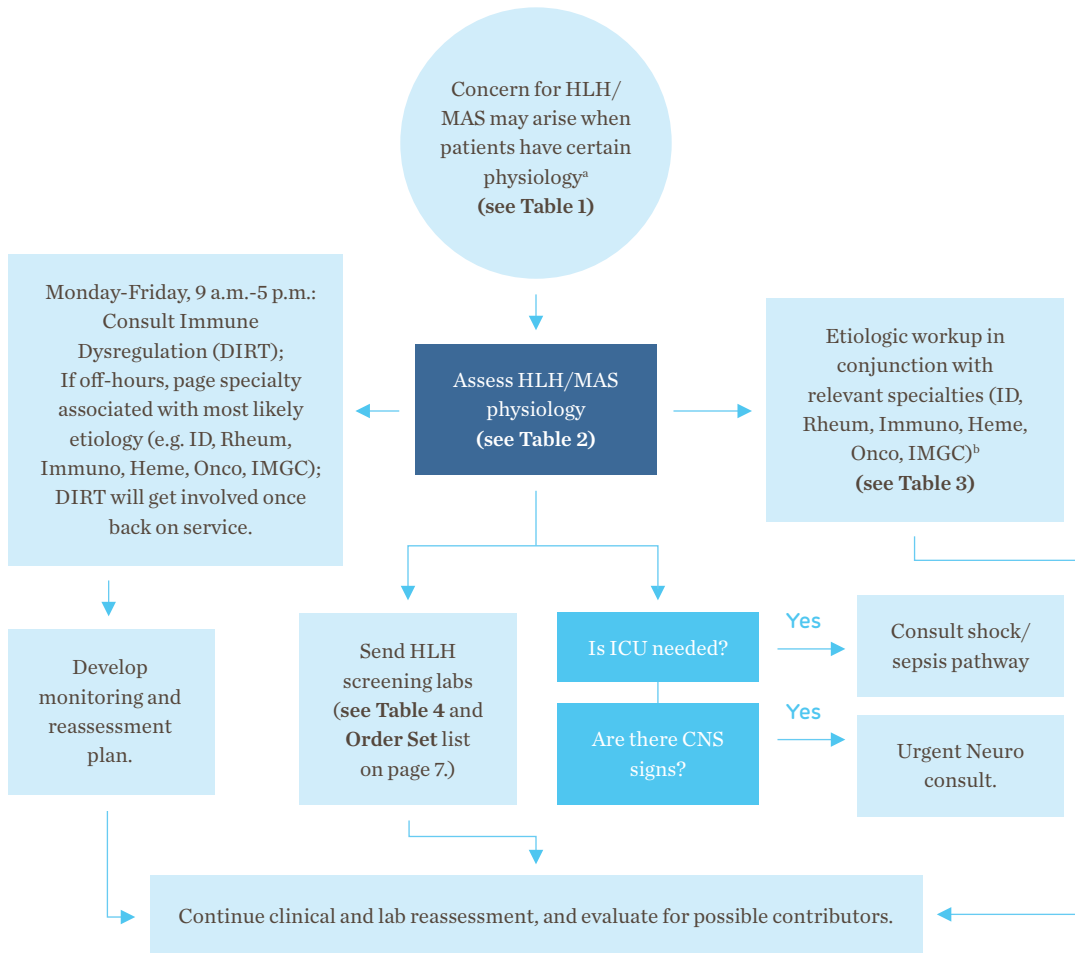 Concern for HLH/
MAS may arise when
patients have certain
physiologyᵃ
(see Table 1)
Monday-Friday, 9 a.m.-5 p.m.:
Consult Immune
Dysregulation (DIRT);
If off-hours, page specialty
associated with most likely
etiology (e.g. ID, Rheum,
Immuno, Heme, Onco, IMGC);
DIRT will get involved once
back on service.
Assess HLH/MAS
physiology
(see Table 2)
Etiologic workup in
conjunction with
relevant specialties (ID,
Rheum, Immuno, Heme,
Onco, IMGC)ᵇ
(see Table 3)
Develop
monitoring and
reassessment
plan.
Send HLH
screening labs
(see Table 4 and
Order Set list
on page 7.)
Is ICU needed?
Yes
Consult shock/
sepsis pathway
Are there CNS
signs?
Yes
Urgent Neuro
consult.
Continue clinical and lab reassessment, and evaluate for possible contributors.